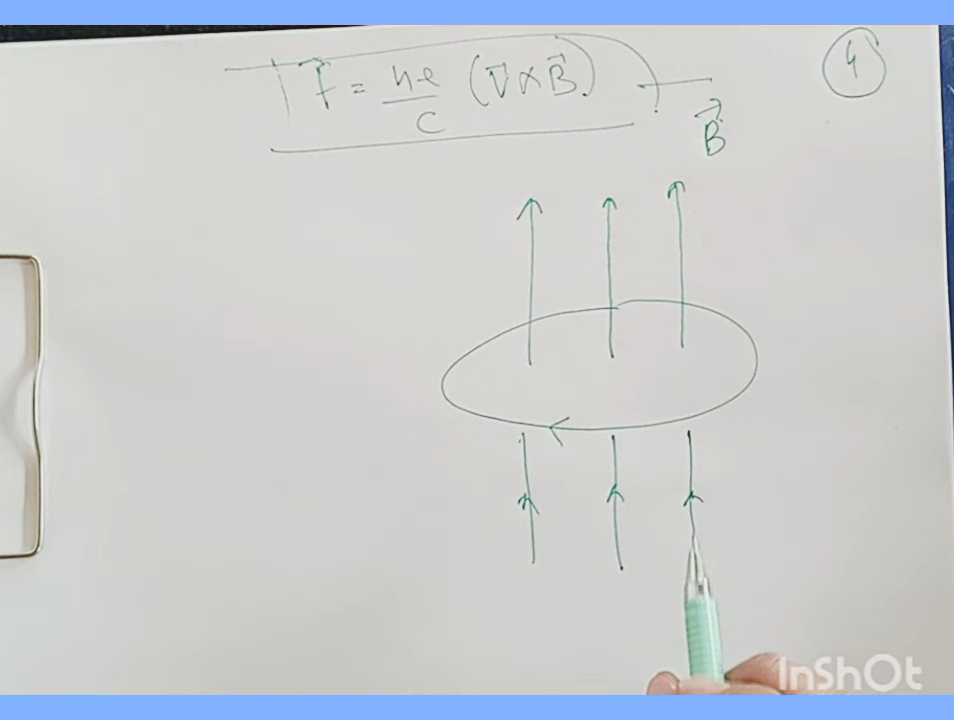 F⃗ = ne/c (V⃗ × B⃗)
4
B⃗
InShOt